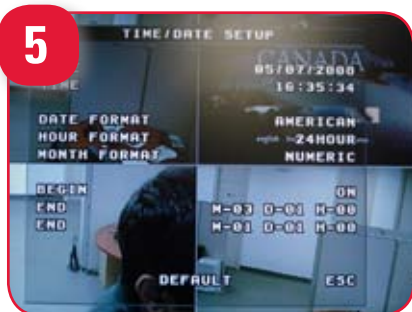 5
TIME/DATE SETUP
CANADA
05/07/2000
TIME 16:35:34
DATE FORMAT AMERICAN
HOUR FORMAT 24HOUR
MONTH FORMAT NUMERIC
BEGIN ON
END M-03 D-01 H-00
END M-01 D-01 H-00
DEFAULT ESC